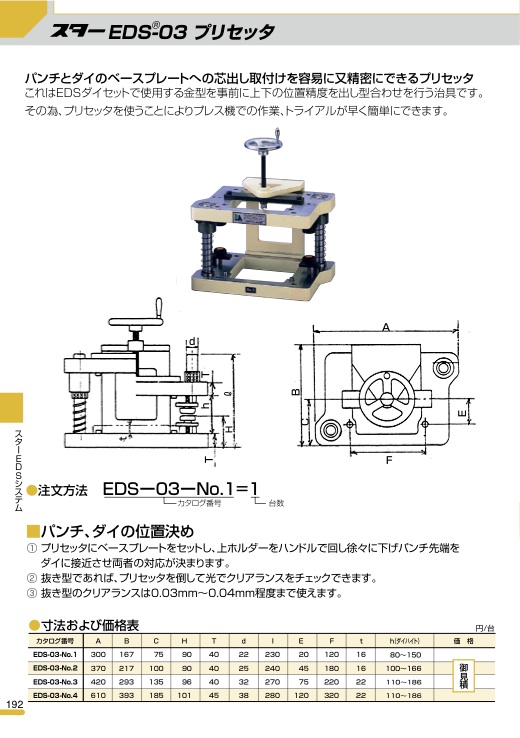 スター EDS®-03 プリセッタ
パンチとダイのベースプレートへの芯出し取付けを容易に又精密にできるプリセッタ
これはEDSダイセットで使用する金型を事前に上下の位置精度を出し型合わせを行う治具です。
その為、プリセッタを使うことによりプレス機での作業、トライアルが早く簡単にできます。
d
T
h
ℓ
H
T
A
B
C
E
F
スターEDSシステム
●注文方法 EDS－03－No.1＝1
カタログ番号 台数
■パンチ、ダイの位置決め
① プリセッタにベースプレートをセットし、上ホルダーをハンドルで回し徐々に下げパンチ先端を
ダイに接近させ両者の対応が決まります。
② 抜き型であれば、プリセッタを倒して光でクリアランスをチェックできます。
③ 抜き型のクリアランスは0.03mm〜0.04mm程度まで使えます。
●寸法および価格表 円/台
カタログ番号 A B C H T d l E F t h(ダイハイト) 価 格
EDS-03-No.1 300 167 75 90 40 22 230 20 120 16 80〜150
EDS-03-No.2 370 217 100 90 40 25 240 45 180 16 100〜166
EDS-03-No.3 420 293 135 96 40 32 270 75 220 22 110〜186
EDS-03-No.4 610 393 185 101 45 38 280 120 320 22 110〜186
御見積
192